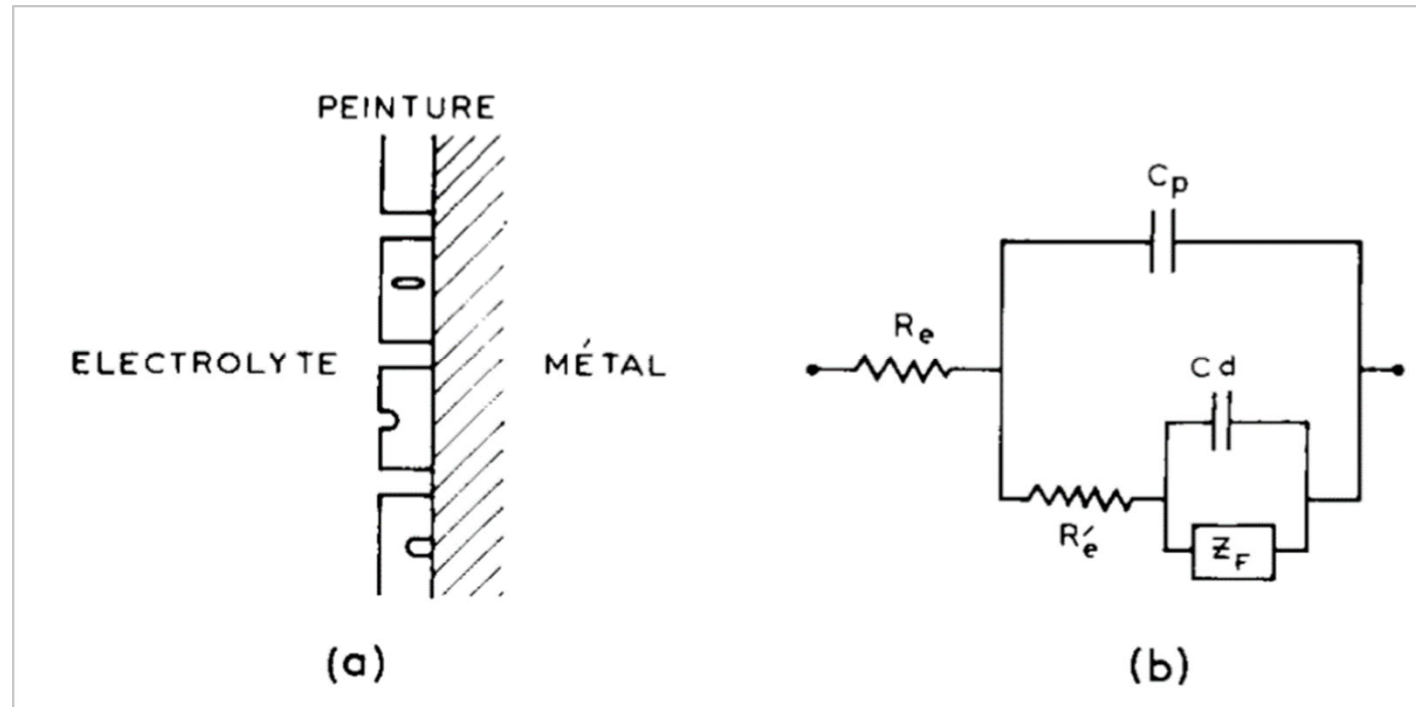 PEINTURE
ELECTROLYTE
MÉTAL
(a)
Cp
Re
Cd
R'e
ZF
(b)